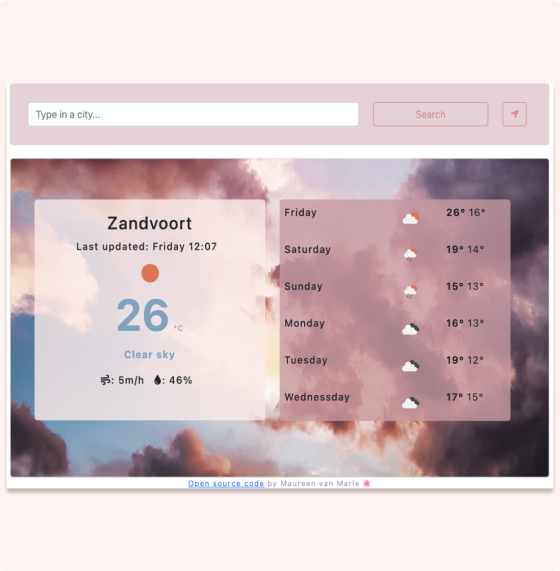 Type in a city...
Search
Zandvoort
Last updated: Friday 12:07
26 °C
Clear sky
: 5m/h : 46%
Friday 26° 16°
Saturday 19° 14°
Sunday 15° 13°
Monday 16° 13°
Tuesday 19° 12°
Wednessday 17° 15°
Open source code by Maureen van Marle 🌸